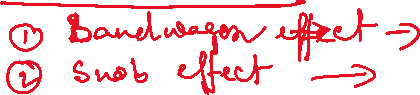 ① Bandwagon effect →
② Snob effect →